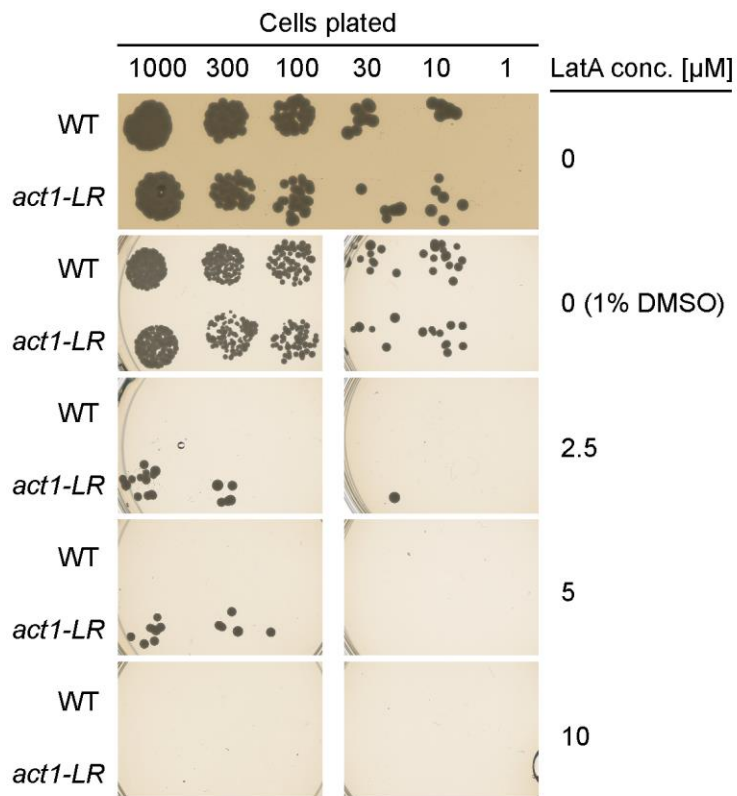 Cells plated
1000 300 100 30 10 1 LatA conc. [µM]
WT
act1-LR
0
WT
act1-LR
0 (1% DMSO)
WT
act1-LR
2.5
WT
act1-LR
5
WT
act1-LR
10